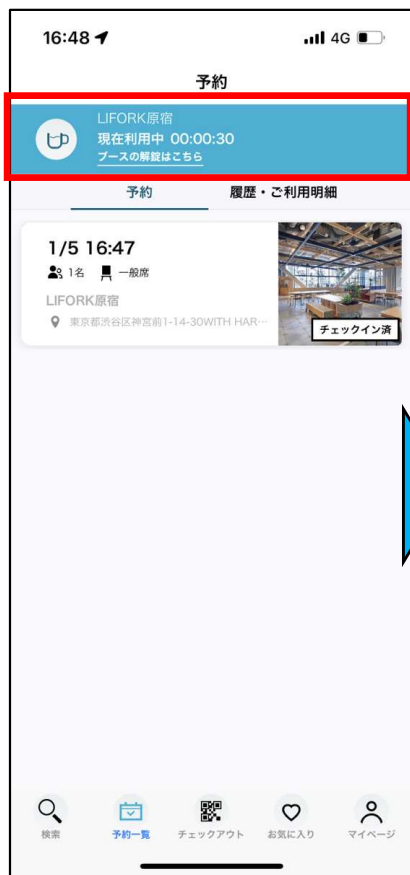 16:48
4G
予約
LIFORK原宿
現在利用中 00:00:30
ブースの解錠はこちら
予約 履歴・ご利用明細
1/5 16:47
1名 一般席
LIFORK原宿
東京都渋谷区神宮前1-14-30WITH HAR…
チェックイン済
検索 予約一覧 チェックアウト お気に入り マイページ